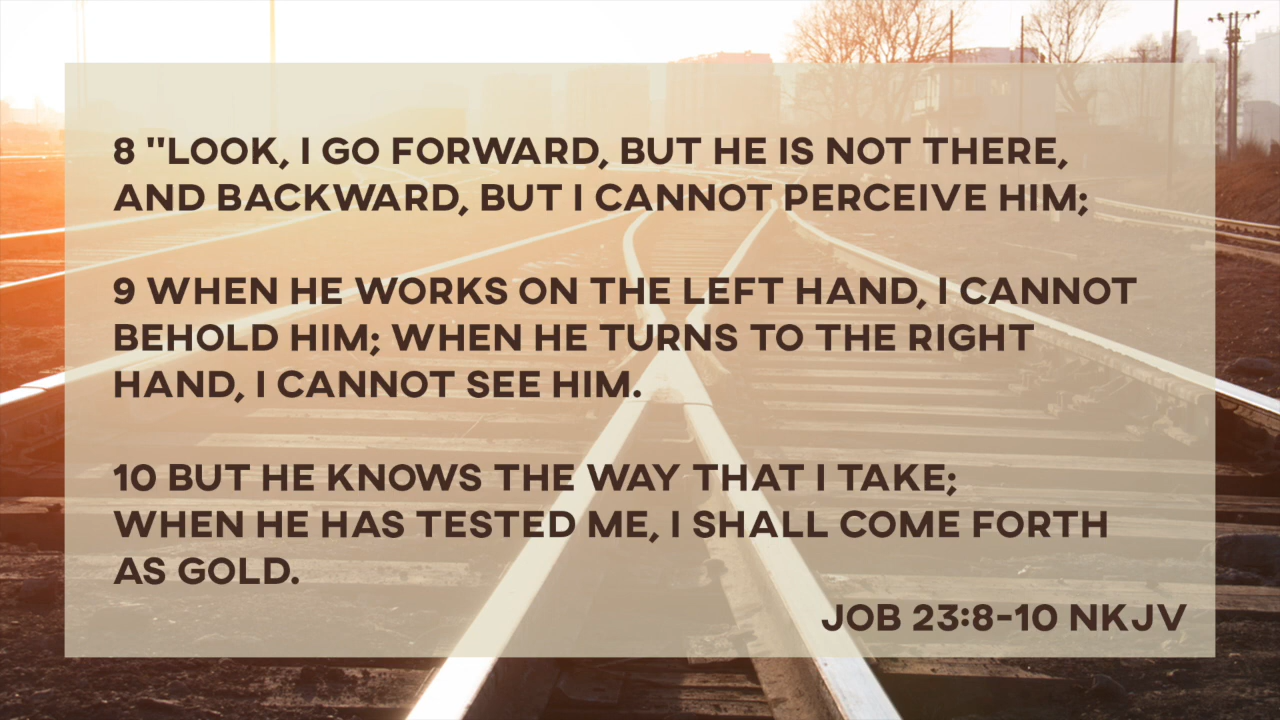 8 "LOOK, I GO FORWARD, BUT HE IS NOT THERE,
AND BACKWARD, BUT I CANNOT PERCEIVE HIM;
9 WHEN HE WORKS ON THE LEFT HAND, I CANNOT
BEHOLD HIM; WHEN HE TURNS TO THE RIGHT
HAND, I CANNOT SEE HIM.
10 BUT HE KNOWS THE WAY THAT I TAKE;
WHEN HE HAS TESTED ME, I SHALL COME FORTH
AS GOLD.
JOB 23:8-10 NKJV